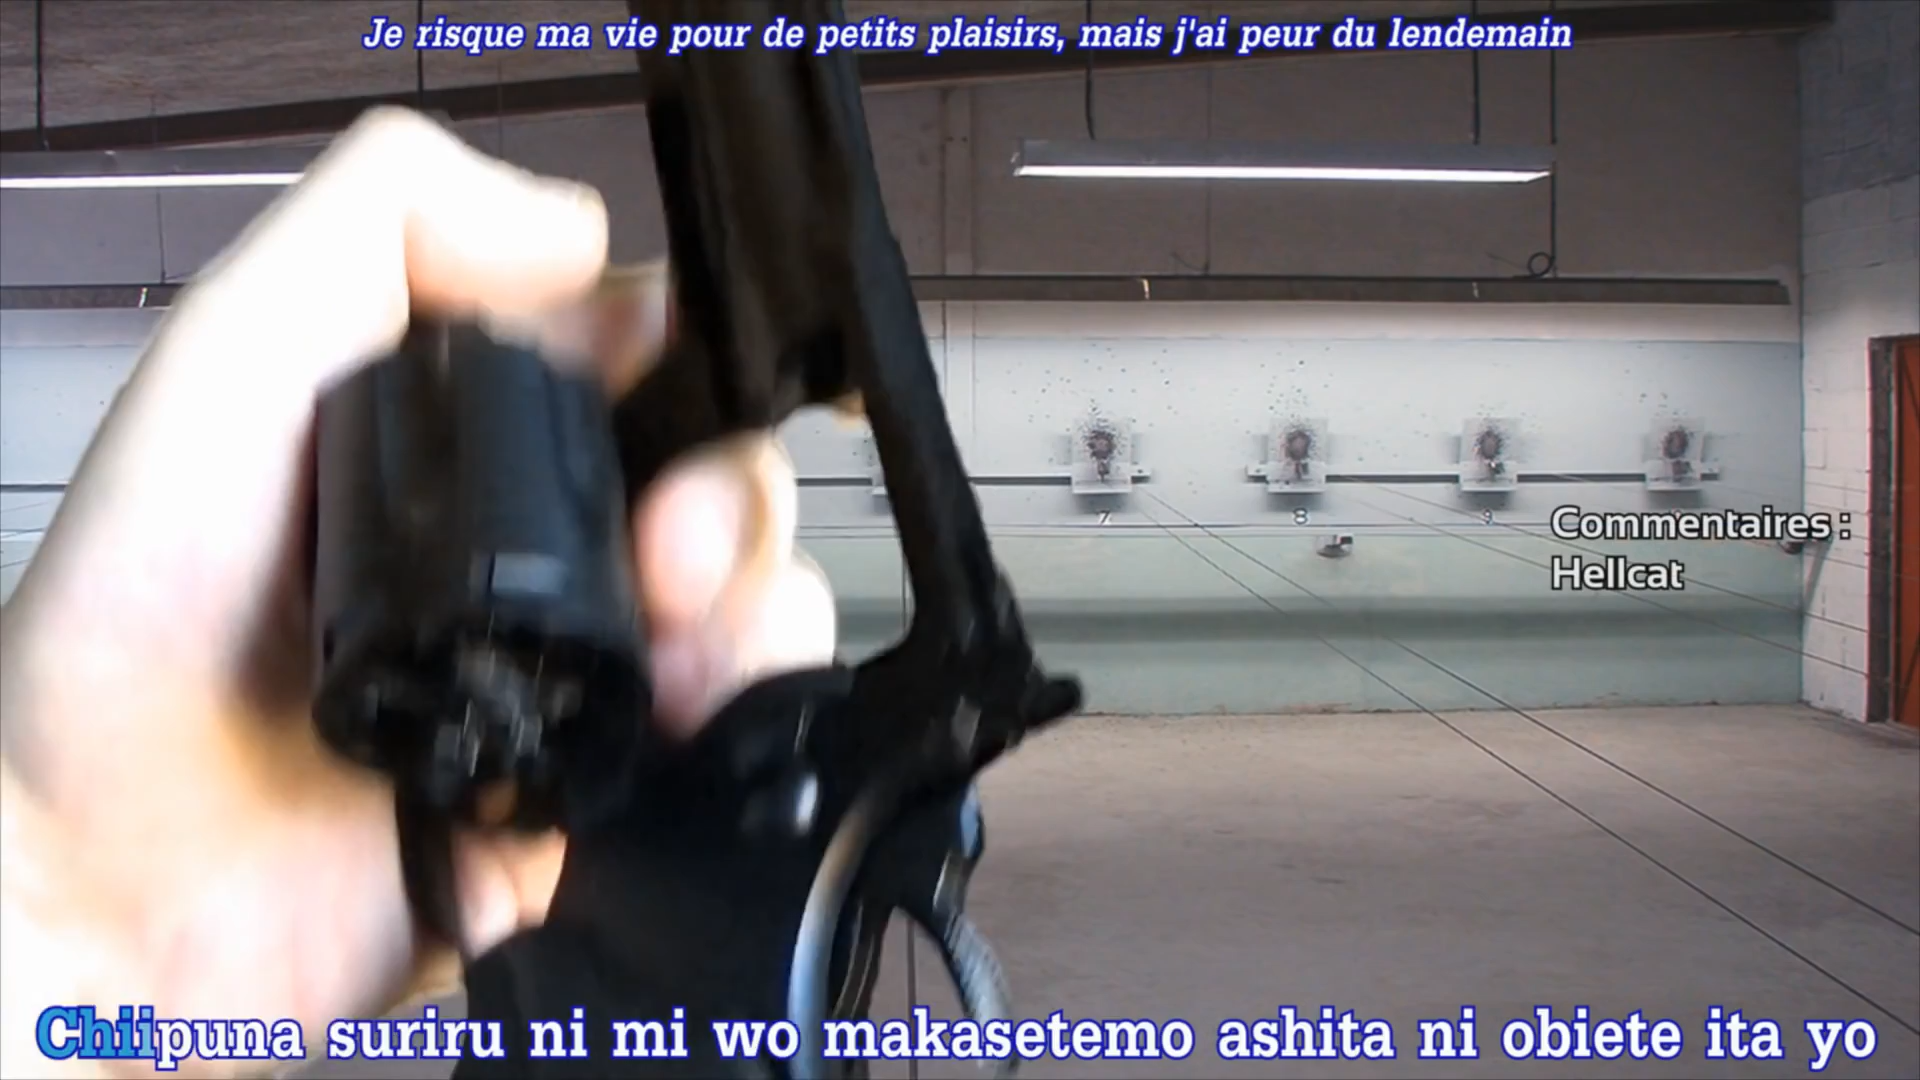 Je risque ma vie pour de petits plaisirs, mais j'ai peur du lendemain
7
8
9
Commentaires :
Hellcat
Chiipuna suriru ni mi wo makasetemo ashita ni obiete ita yo